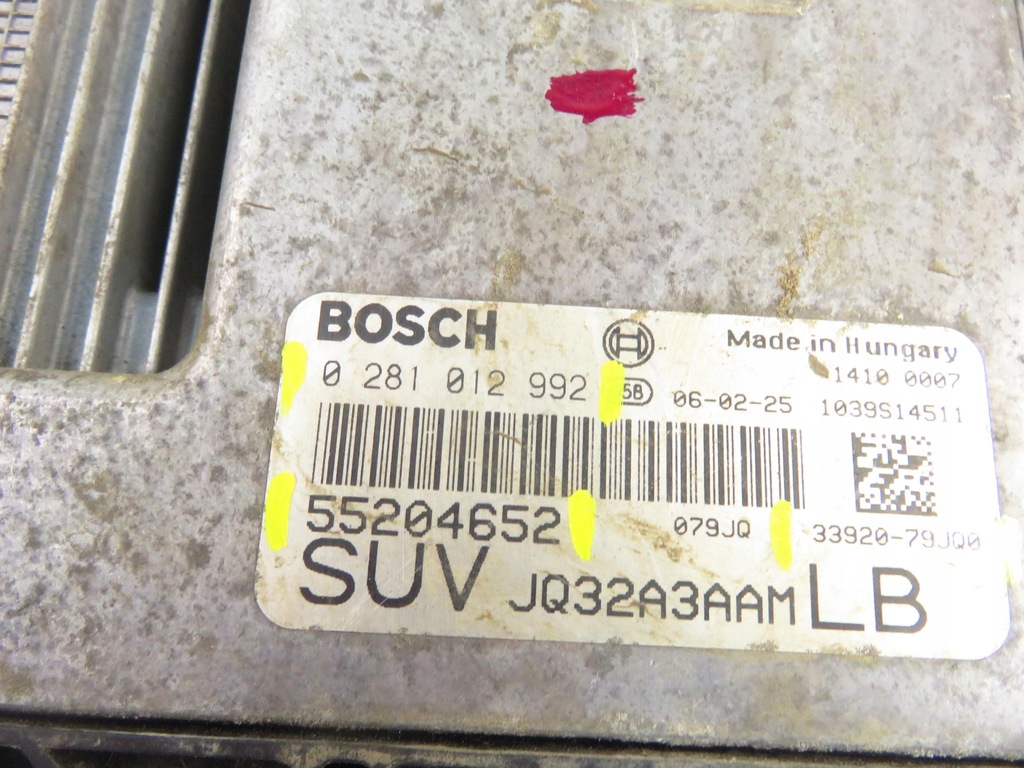 BOSCH
Made in Hungary
0 281 012 992
58
06-02-25
1410 0007
1039S14511
55204652
079JQ
33920-79JQ0
SUV JQ32A3AAM LB